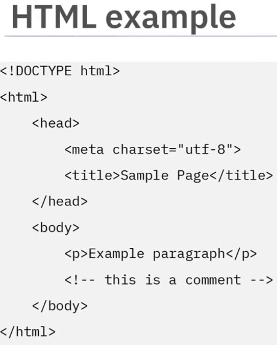 HTML example
<!DOCTYPE html>
<html>
<head>
<meta charset="utf-8">
<title>Sample Page</title>
</head>
<body>
<p>Example paragraph</p>
<!-- this is a comment -->
</body>
</html>